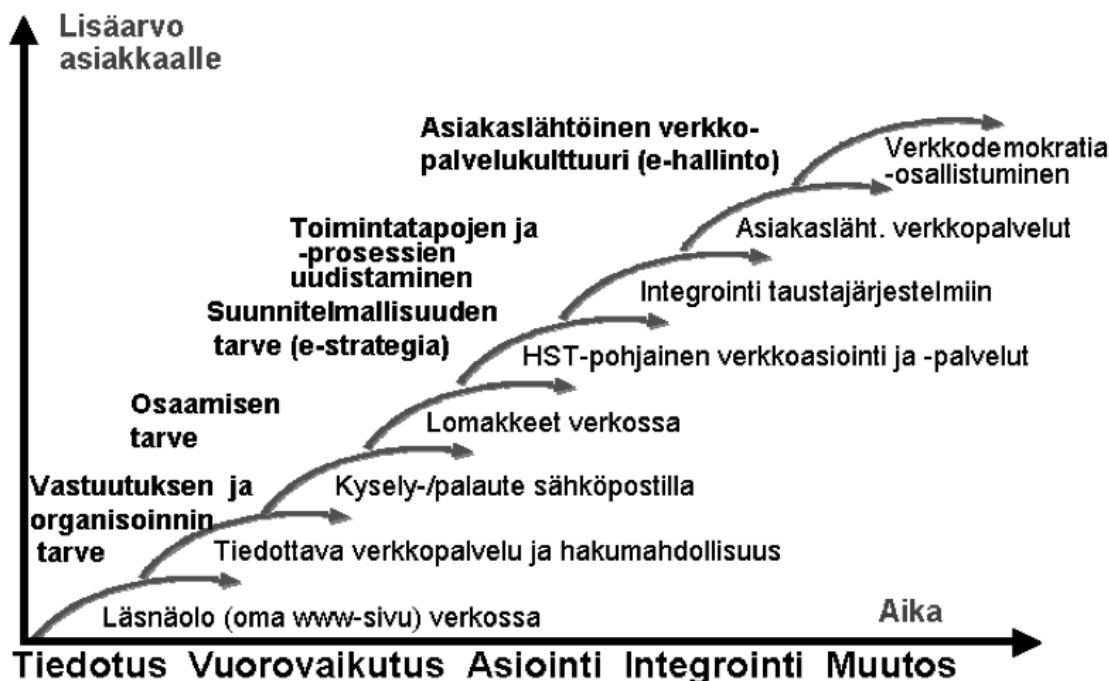 Lisäarvo
asiakkaalle
Asiakaslähtöinen verkko-
palvelukulttuuri (e-hallinto)
Verkkodemokratia
-osallistuminen
Toimintatapojen ja
-prosessien
uudistaminen
Asiakasläht. verkkopalvelut
Integrointi taustajärjestelmiin
Suunnitelmallisuuden
tarve (e-strategia)
HST-pohjainen verkkoasiointi ja -palvelut
Osaamisen
tarve
Lomakkeet verkossa
Vastuutuksen ja
organisoinnin
tarve
Kysely-/palaute sähköpostilla
Tiedottava verkkopalvelu ja hakumahdollisuus
Läsnäolo (oma www-sivu) verkossa
Aika
Tiedotus Vuorovaikutus Asiointi Integrointi Muutos